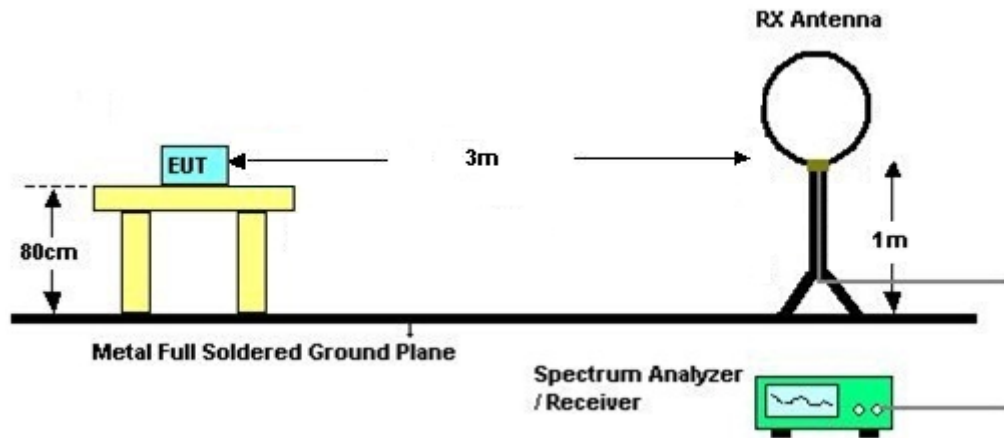 RX Antenna
EUT
3m
80cm
1m
Metal Full Soldered Ground Plane
Spectrum Analyzer
/ Receiver